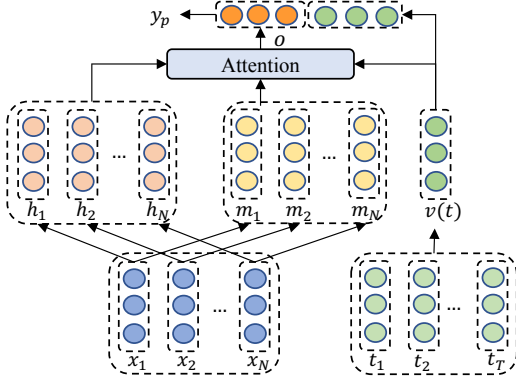 y_p
o
Attention
...
...
h_1 h_2 h_N m_1 m_2 m_N v(t)
... ...
x_1 x_2 x_N t_1 t_2 t_T